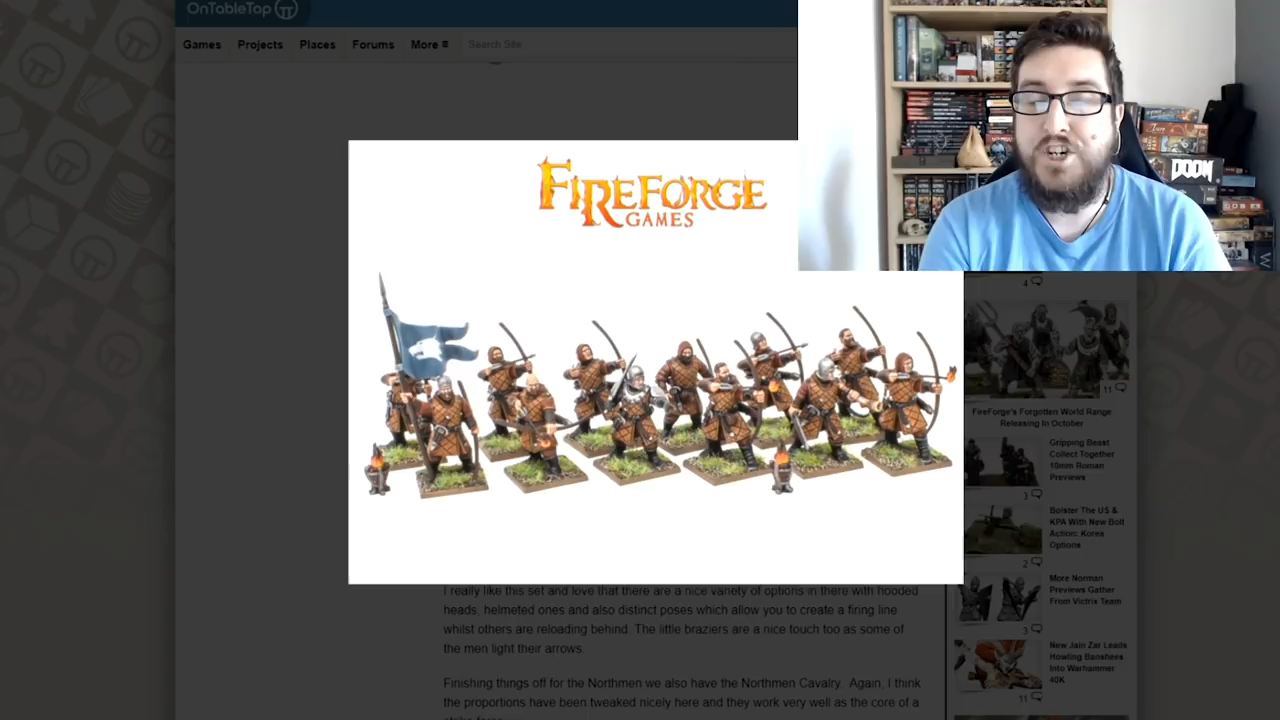 OnTableTop
Games Projects Places Forums More Search Site
FIREFORGE
GAMES
DOOM
4
11
FireForge's Forgotten World Range
Releasing In October
Gripping Beast
Collect Together
10mm Roman
Previews
3
Bolster The US &
KPA With New Bolt
Action: Korea
Options
2
More Norman
Previews Gather
From Victrix Team
3
New Jain Zar Leads
Howling Banshees
Into Warhammer
40K
11
I really like this set and love that there are a nice variety of options in there with hooded
heads, helmeted ones and also distinct poses which allow you to create a firing line
whilst others are reloading behind. The little braziers are a nice touch too as some of
the men light their arrows.
Finishing things off for the Northmen we also have the Northmen Cavalry. Again, I think
the proportions have been tweaked nicely here and they work very well as the core of a